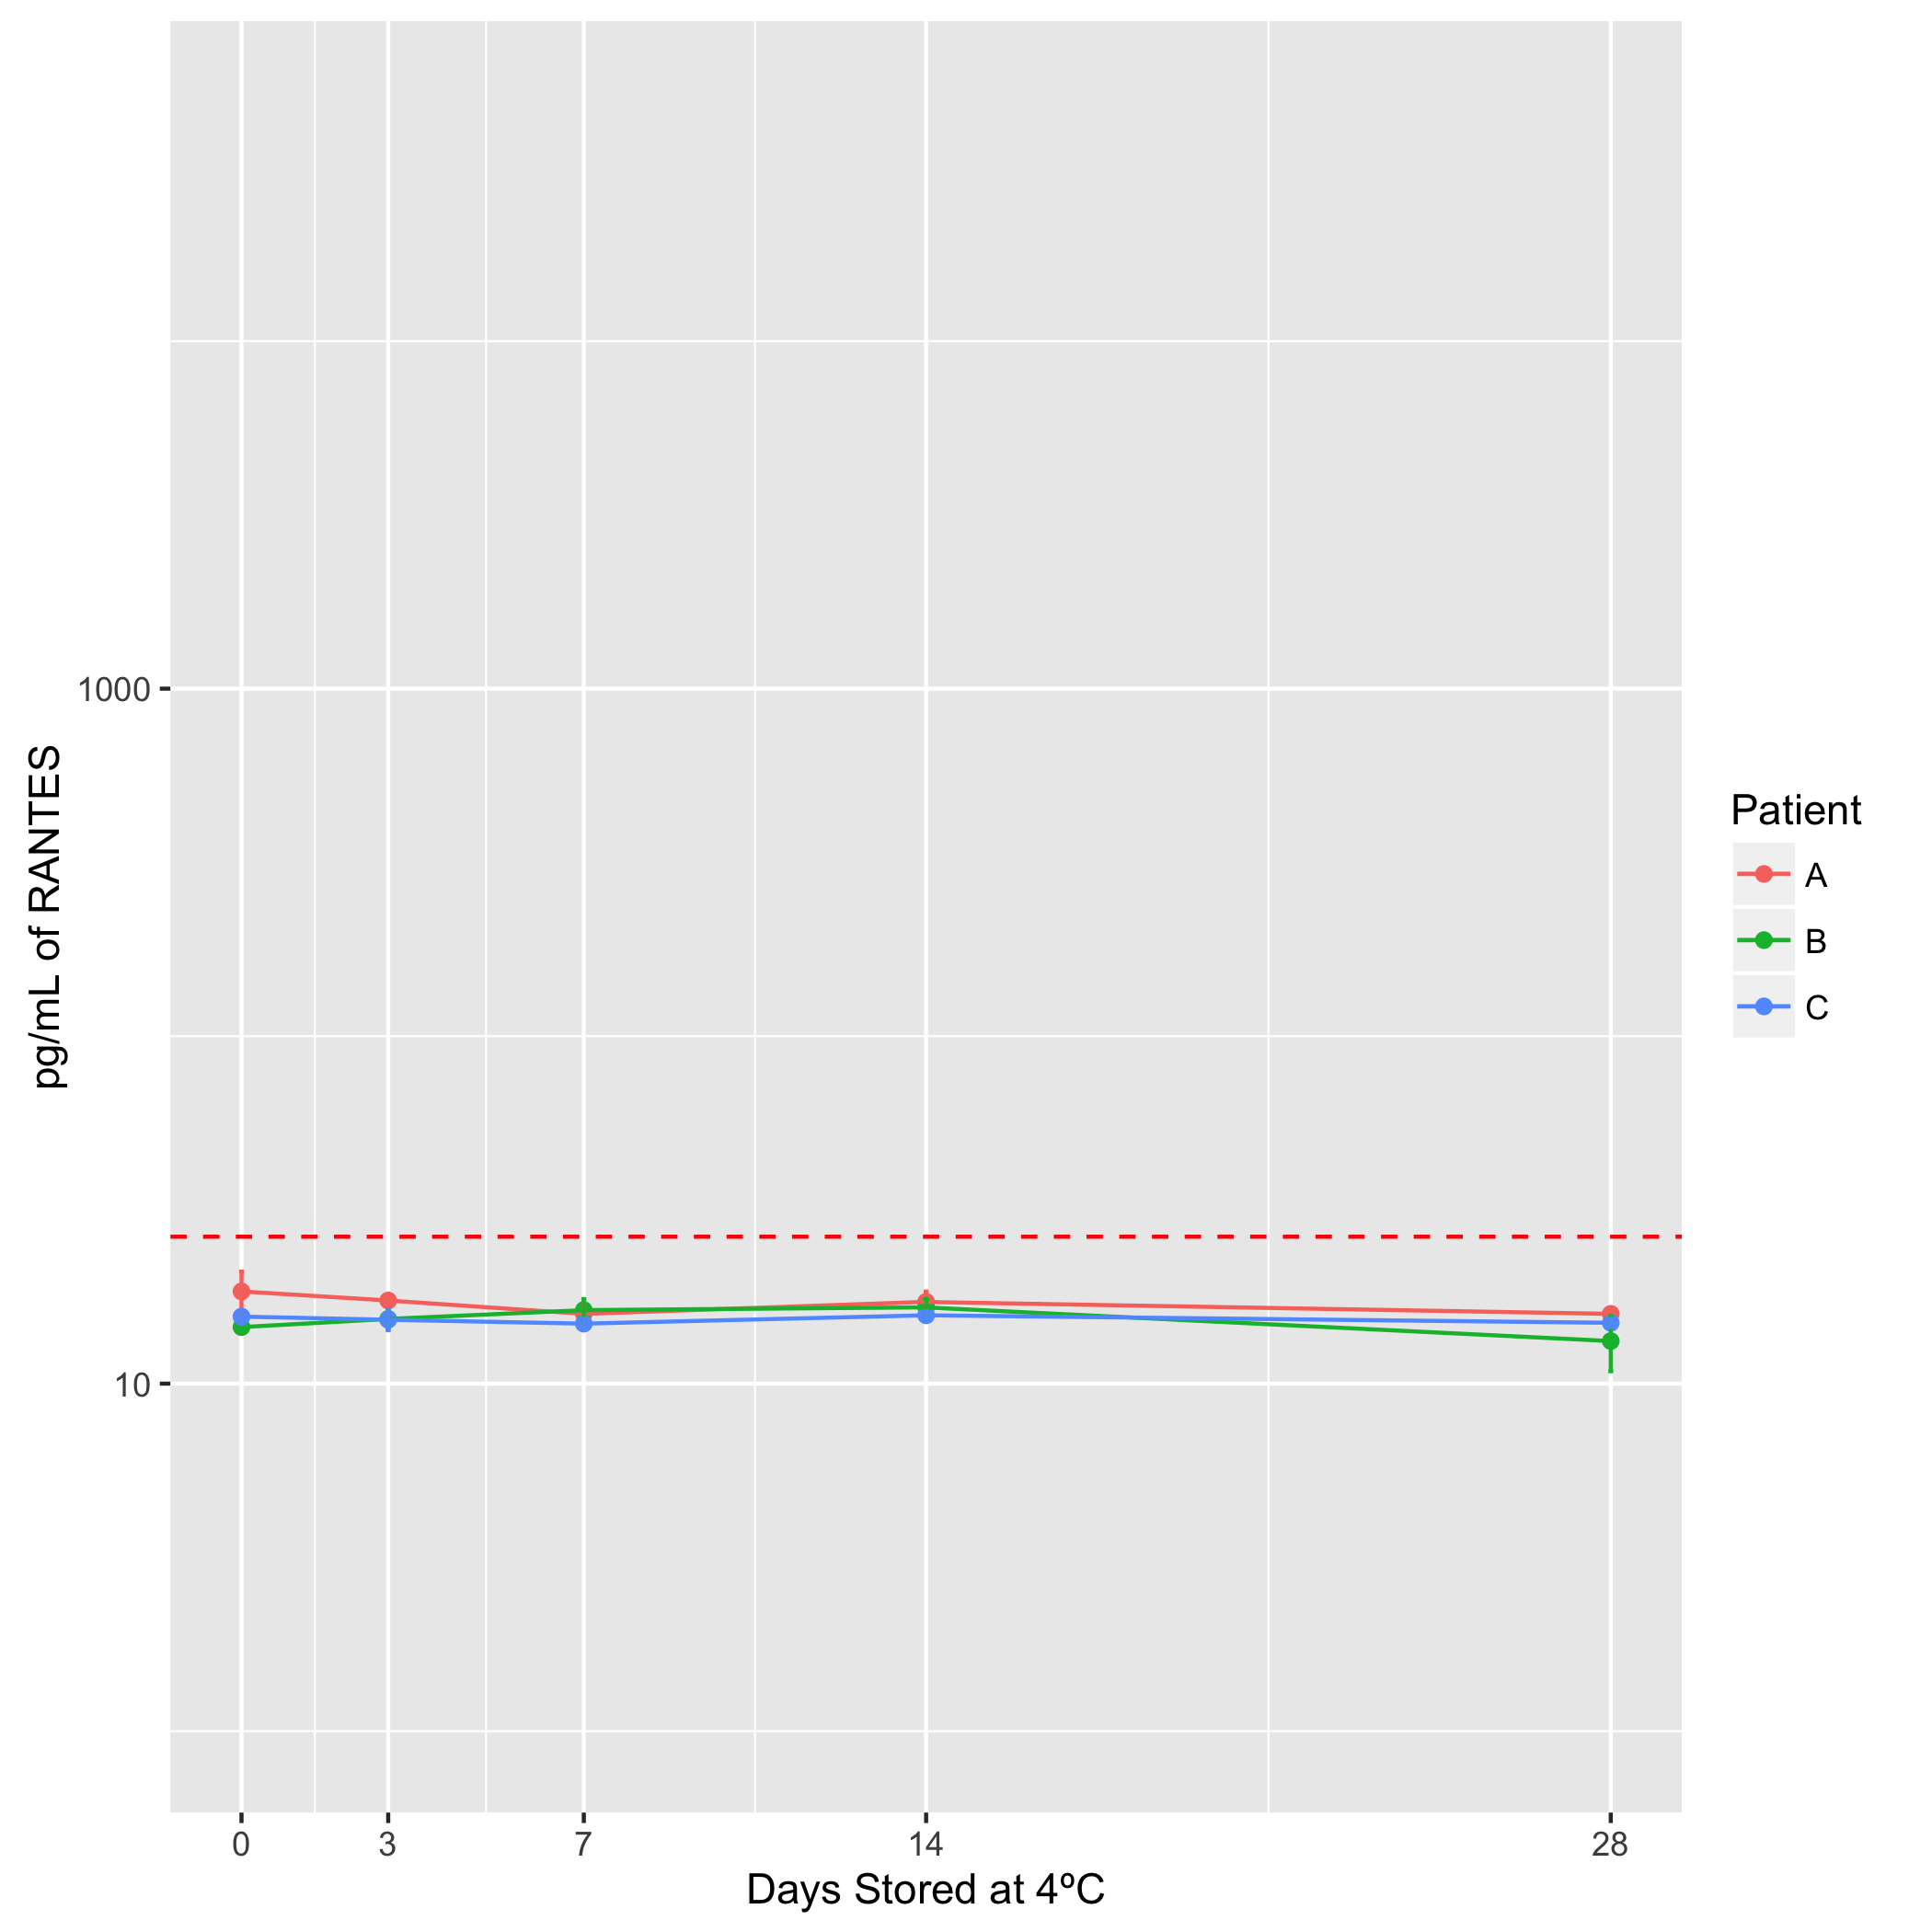 pg/mL of RANTES
1000
10
0 3 7 14 28
Days Stored at 4ºC
Patient
A
B
C